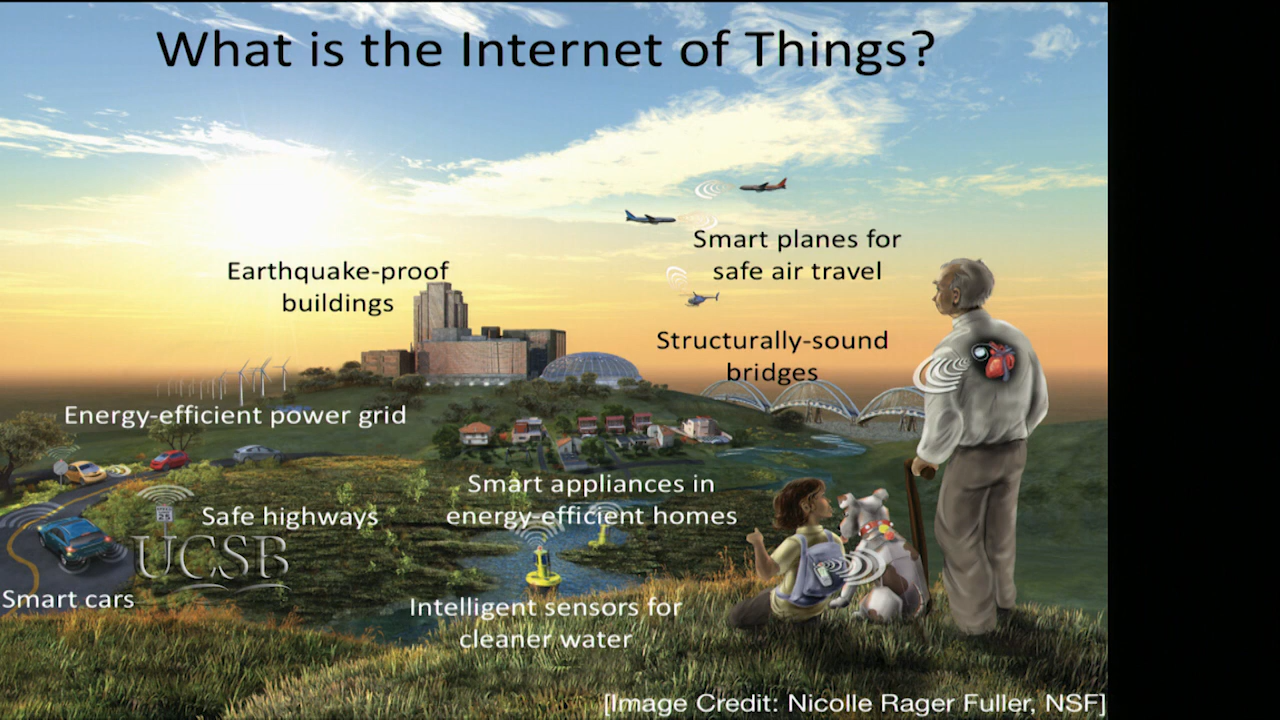 What is the Internet of Things?
Smart planes for
safe air travel
Earthquake-proof
buildings
Structurally-sound
bridges
Energy-efficient power grid
Smart appliances in
energy-efficient homes
Safe highways
UCSB
Smart cars
Intelligent sensors for
cleaner water
[Image Credit: Nicolle Rager Fuller, NSF]